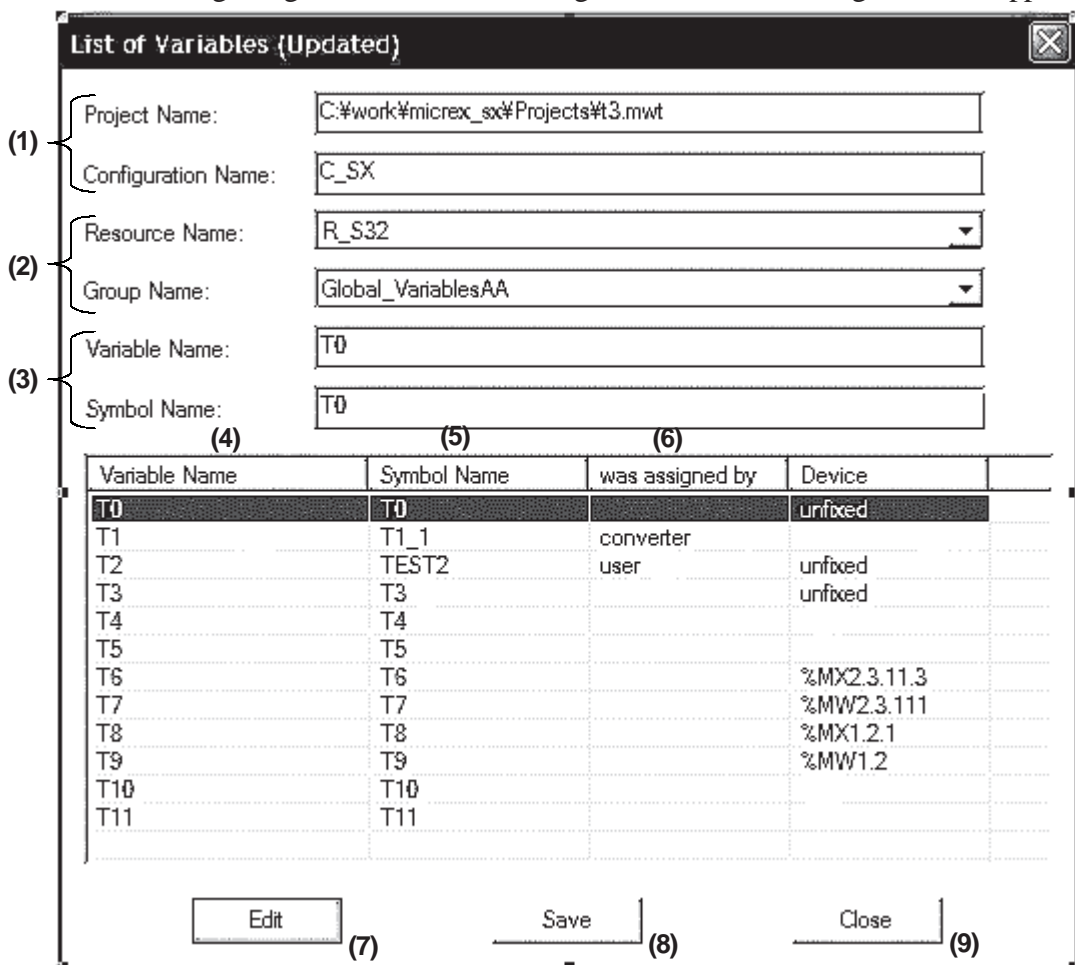 List of Variables (Updated)
Project Name: C:¥work¥micrex_sx¥Projects¥t3.mwt
(1)
Configuration Name: C_SX
Resource Name: R_S32
(2)
Group Name: Global_VariablesAA
Variable Name: T0
(3)
Symbol Name: T0
(4) (5) (6)
Variable Name Symbol Name was assigned by Device
T0 T0 unfixed
T1 T1_1 converter
T2 TEST2 user unfixed
T3 T3 unfixed
T4 T4
T5 T5
T6 T6 %MX2.3.11.3
T7 T7 %MW2.3.111
T8 T8 %MX1.2.1
T9 T9 %MW1.2
T10 T10
T11 T11
Edit Save Close
(7) (8) (9)